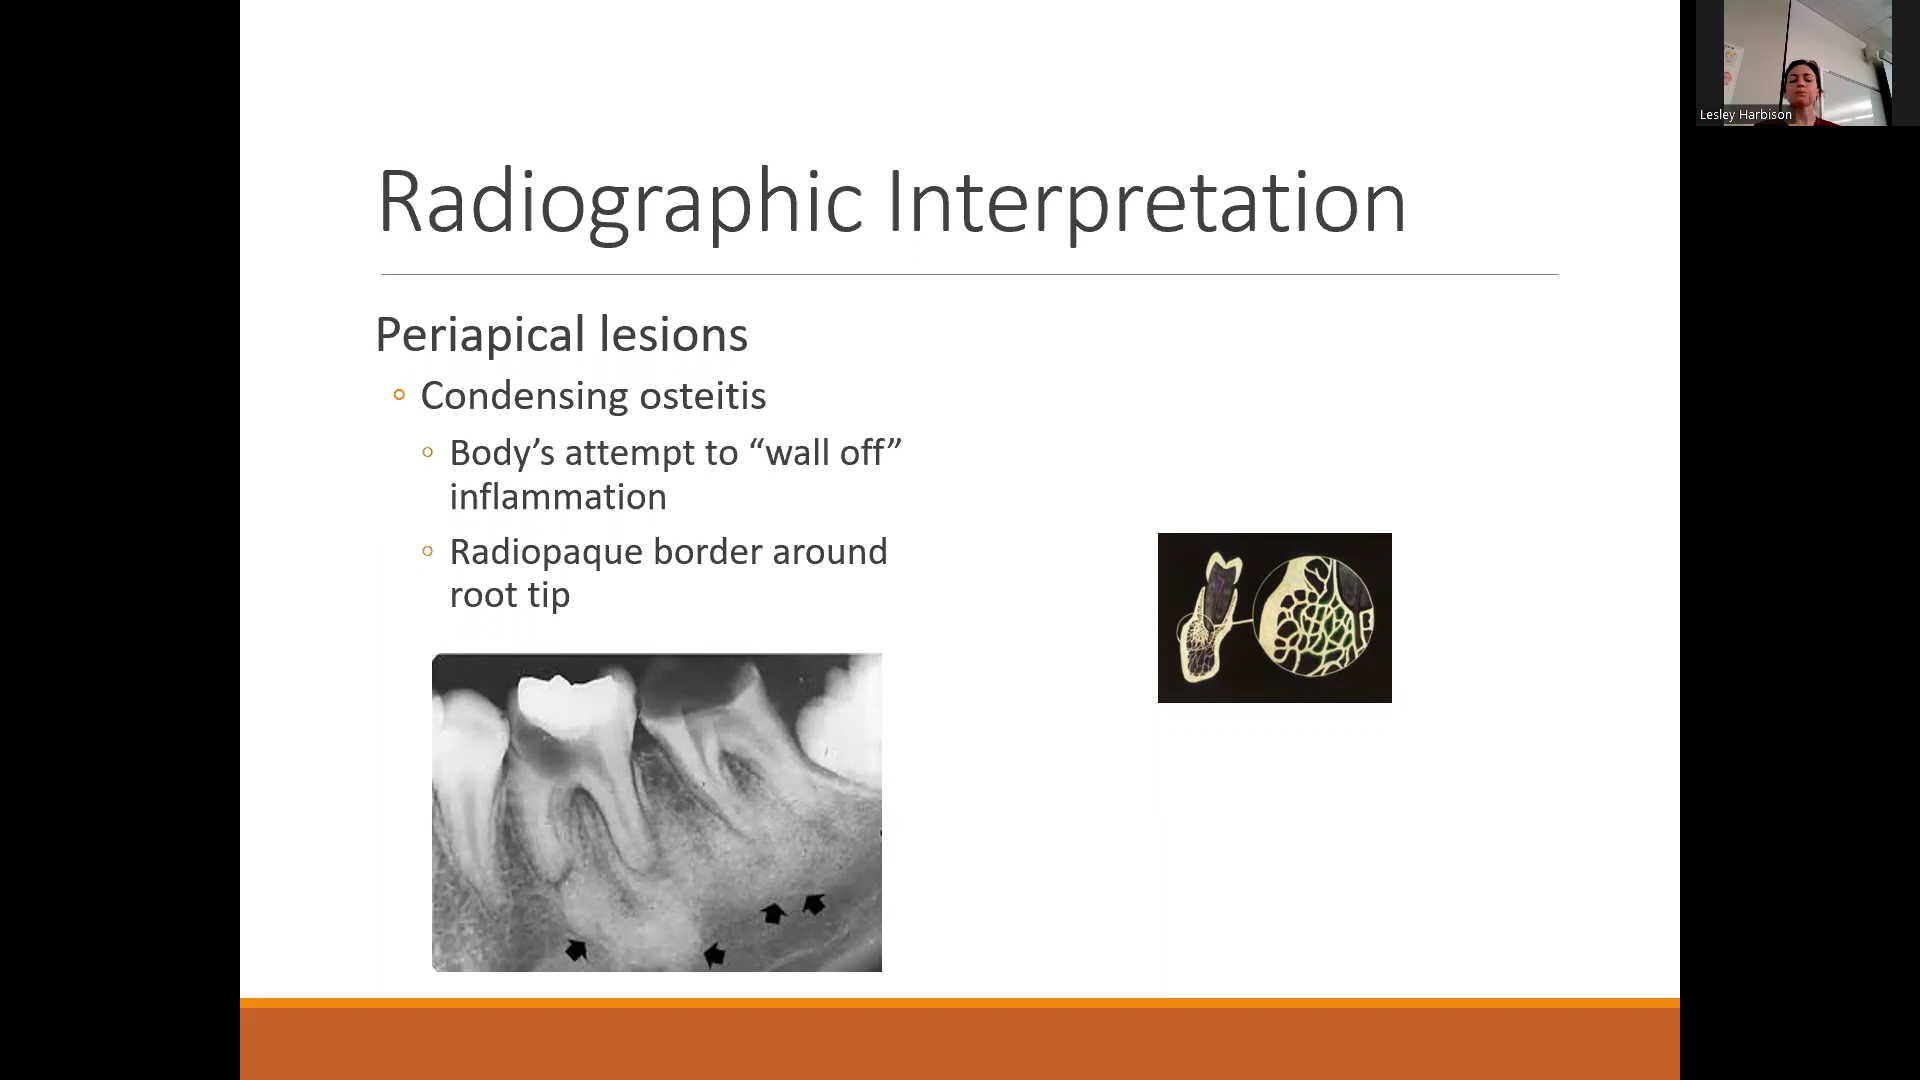 Radiographic Interpretation
Periapical lesions
Condensing osteitis
Body’s attempt to “wall off”
inflammation
Radiopaque border around
root tip
Lesley Harbison